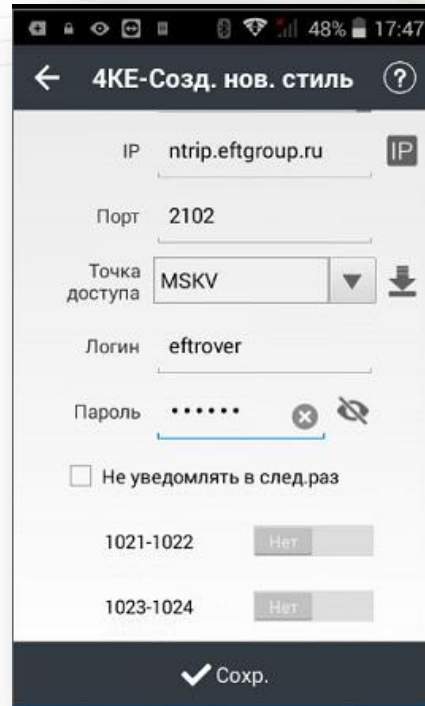 48% 17:47
4КЕ-Созд. нов. стиль ?
IP ntrip.eftgroup.ru IP
Порт 2102
Точка
доступа MSKV
Логин eftrover
Пароль ••••••
Не уведомлять в след.раз
1021-1022 Нет
1023-1024 Нет
Сохр.